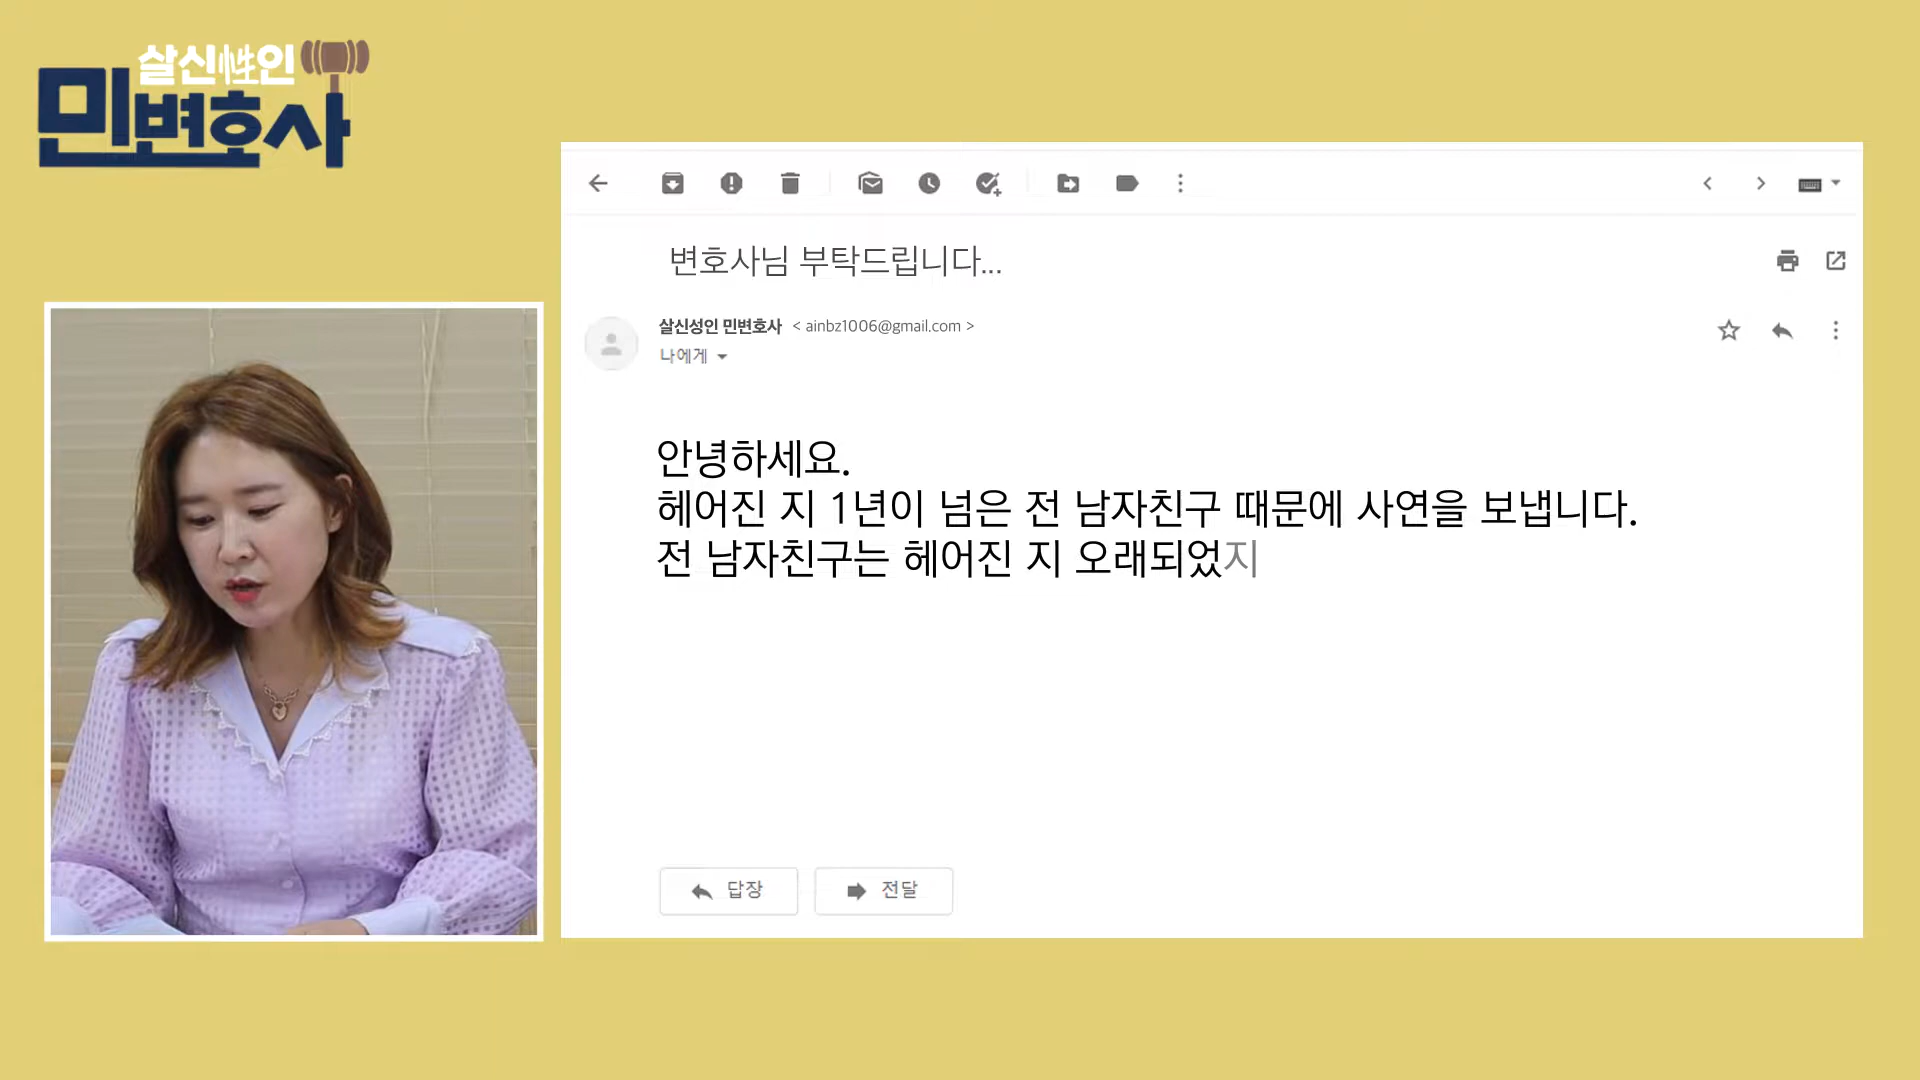 살신性인
민변호사
변호사님 부탁드립니다...
살신성인 민변호사 < ainbz1006@gmail.com >
나에게
안녕하세요.
헤어진 지 1년이 넘은 전 남자친구 때문에 사연을 보냅니다.
전 남자친구는 헤어진 지 오래되었지
답장
전달